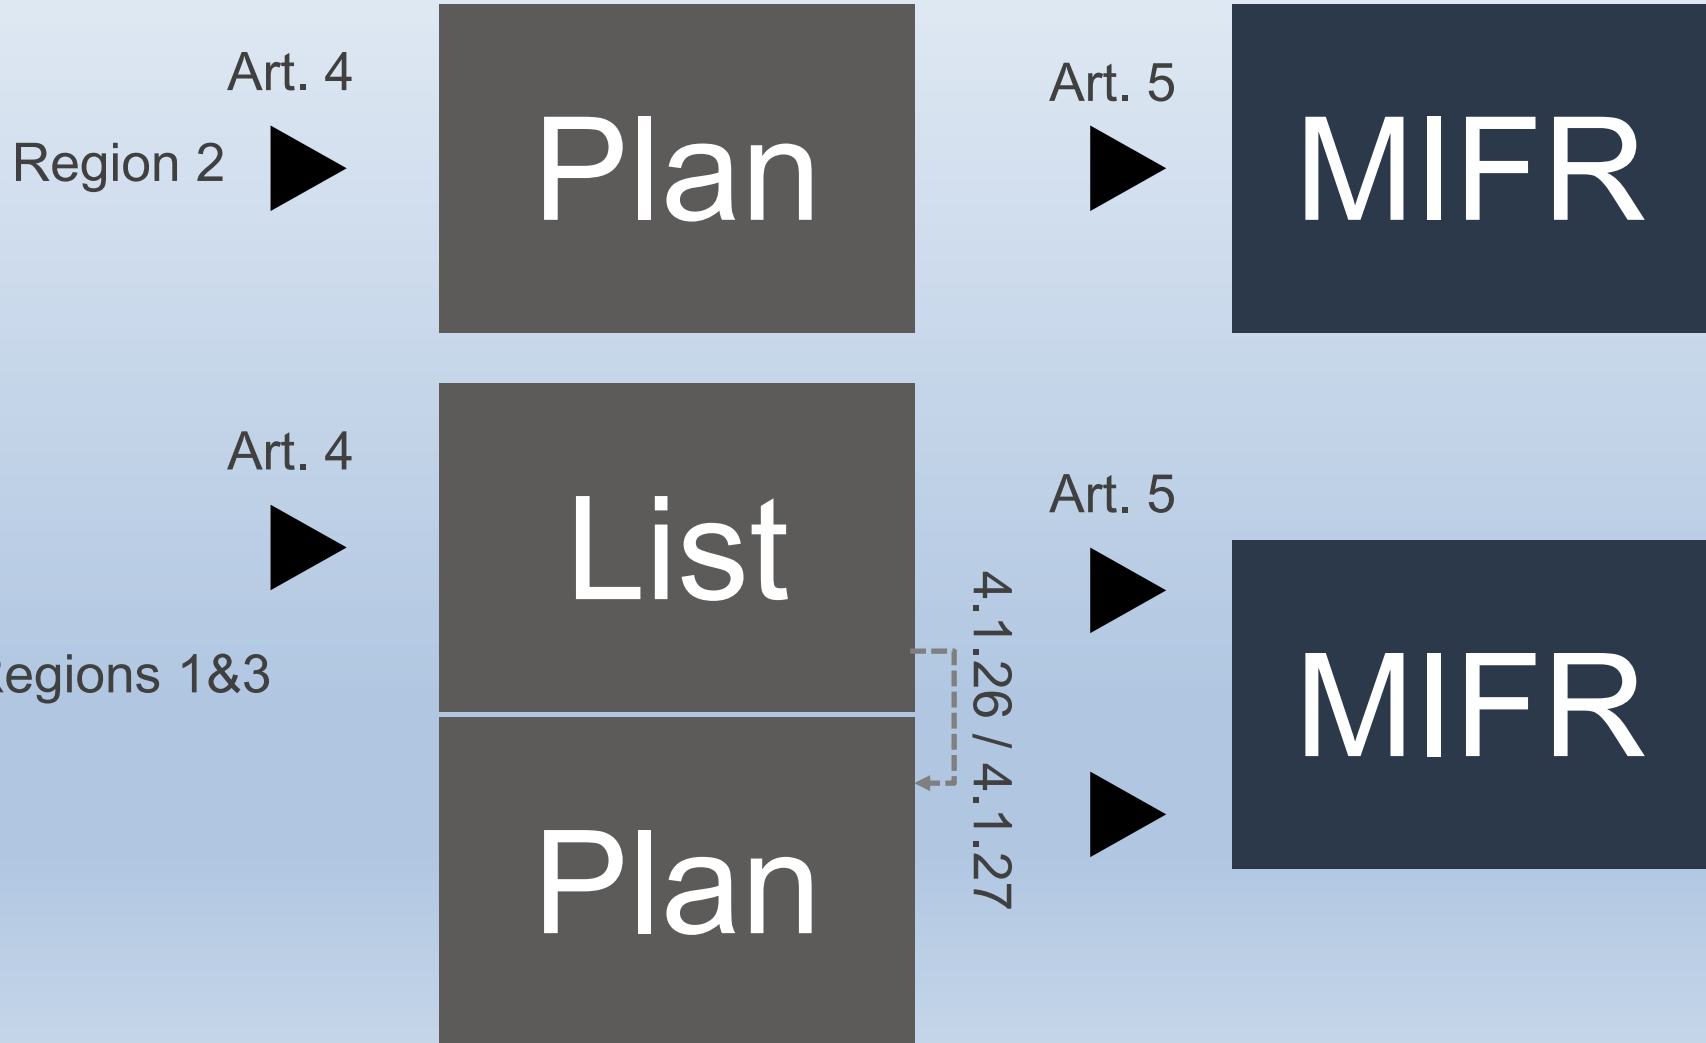 Art. 4
Region 2
Plan
Art. 5
MIFR
Art. 4
List
Art. 5
4.1.26 / 4.1.27
MIFR
Regions 1&3
Plan